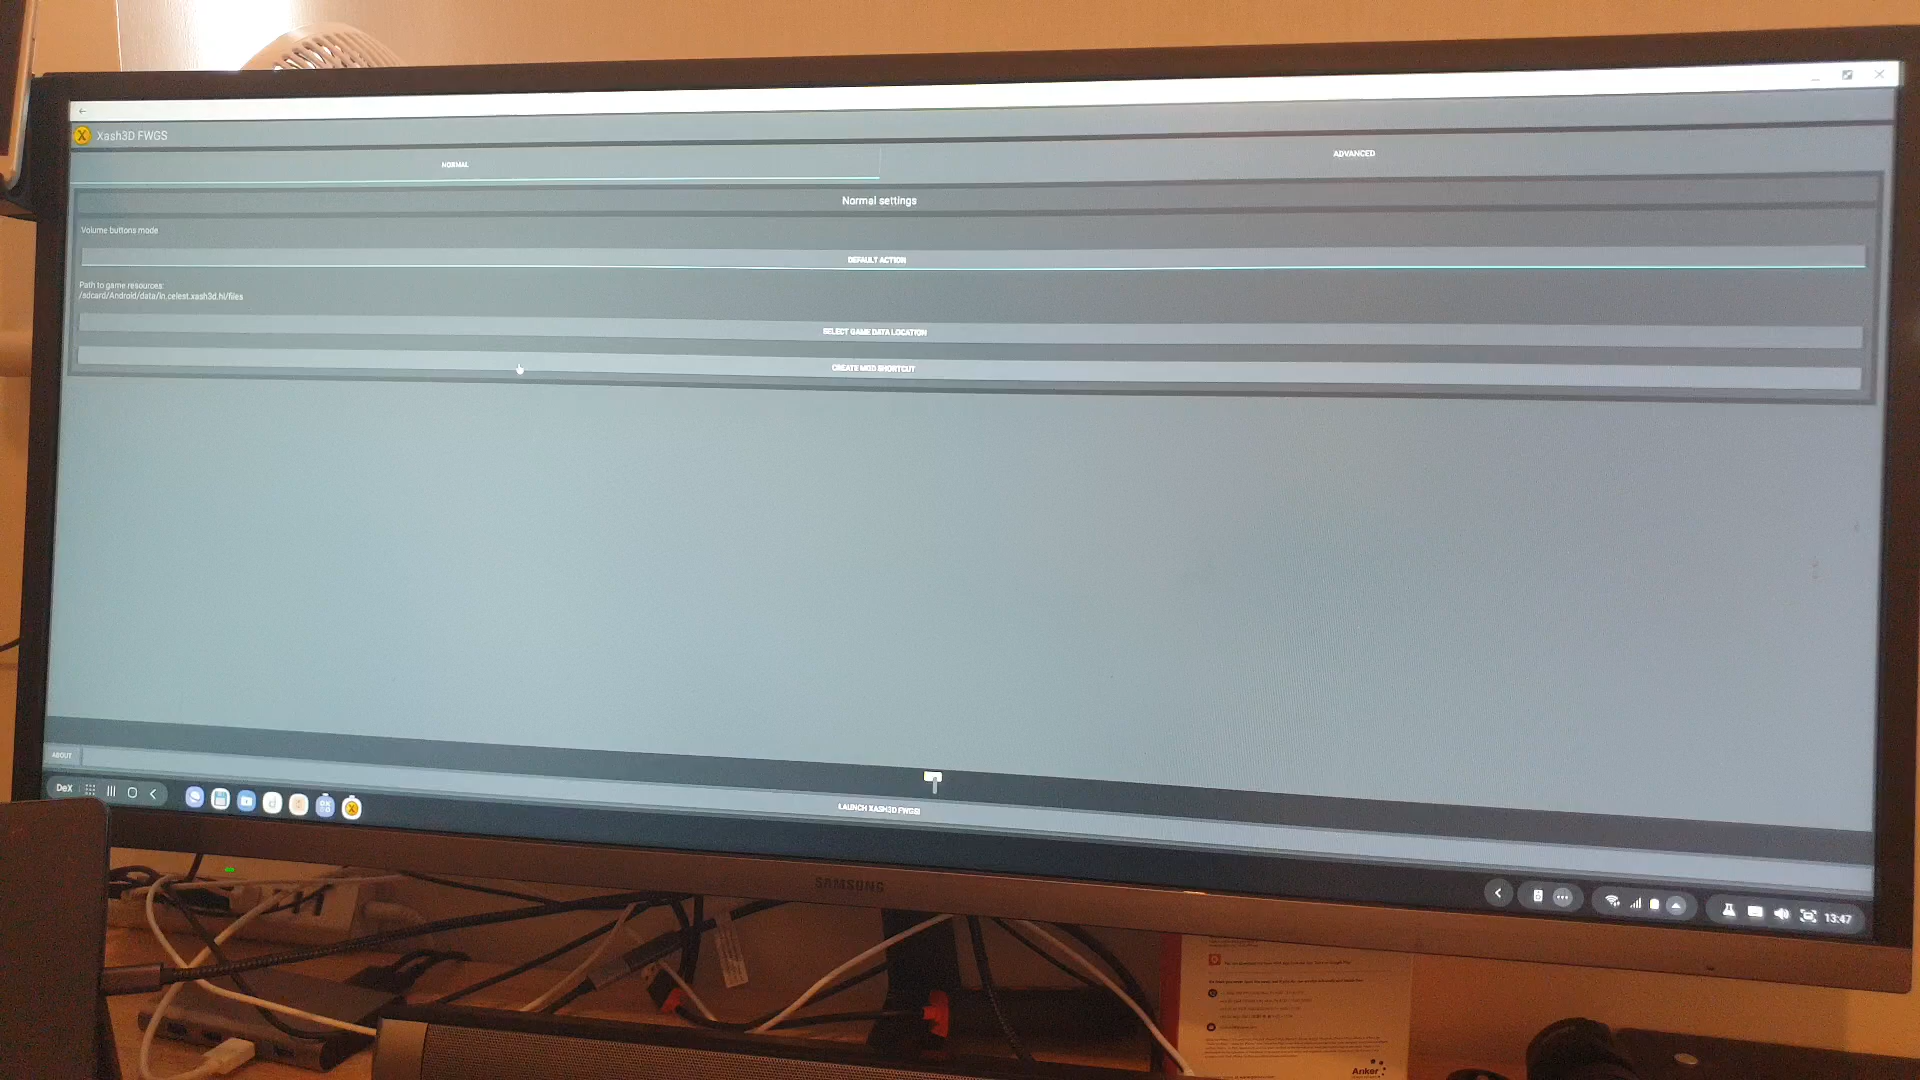 Xash3D FWGS
NORMAL
ADVANCED
Normal settings
Volume buttons mode
DEFAULT ACTION
Path to game resources:
/sdcard/Android/data/in.celest.xash3d.hl/files
SELECT GAME DATA LOCATION
CREATE MOD SHORTCUT
ABOUT
LAUNCH XASH3D FWGS!
DeX
13:47
SAMSUNG
Anker